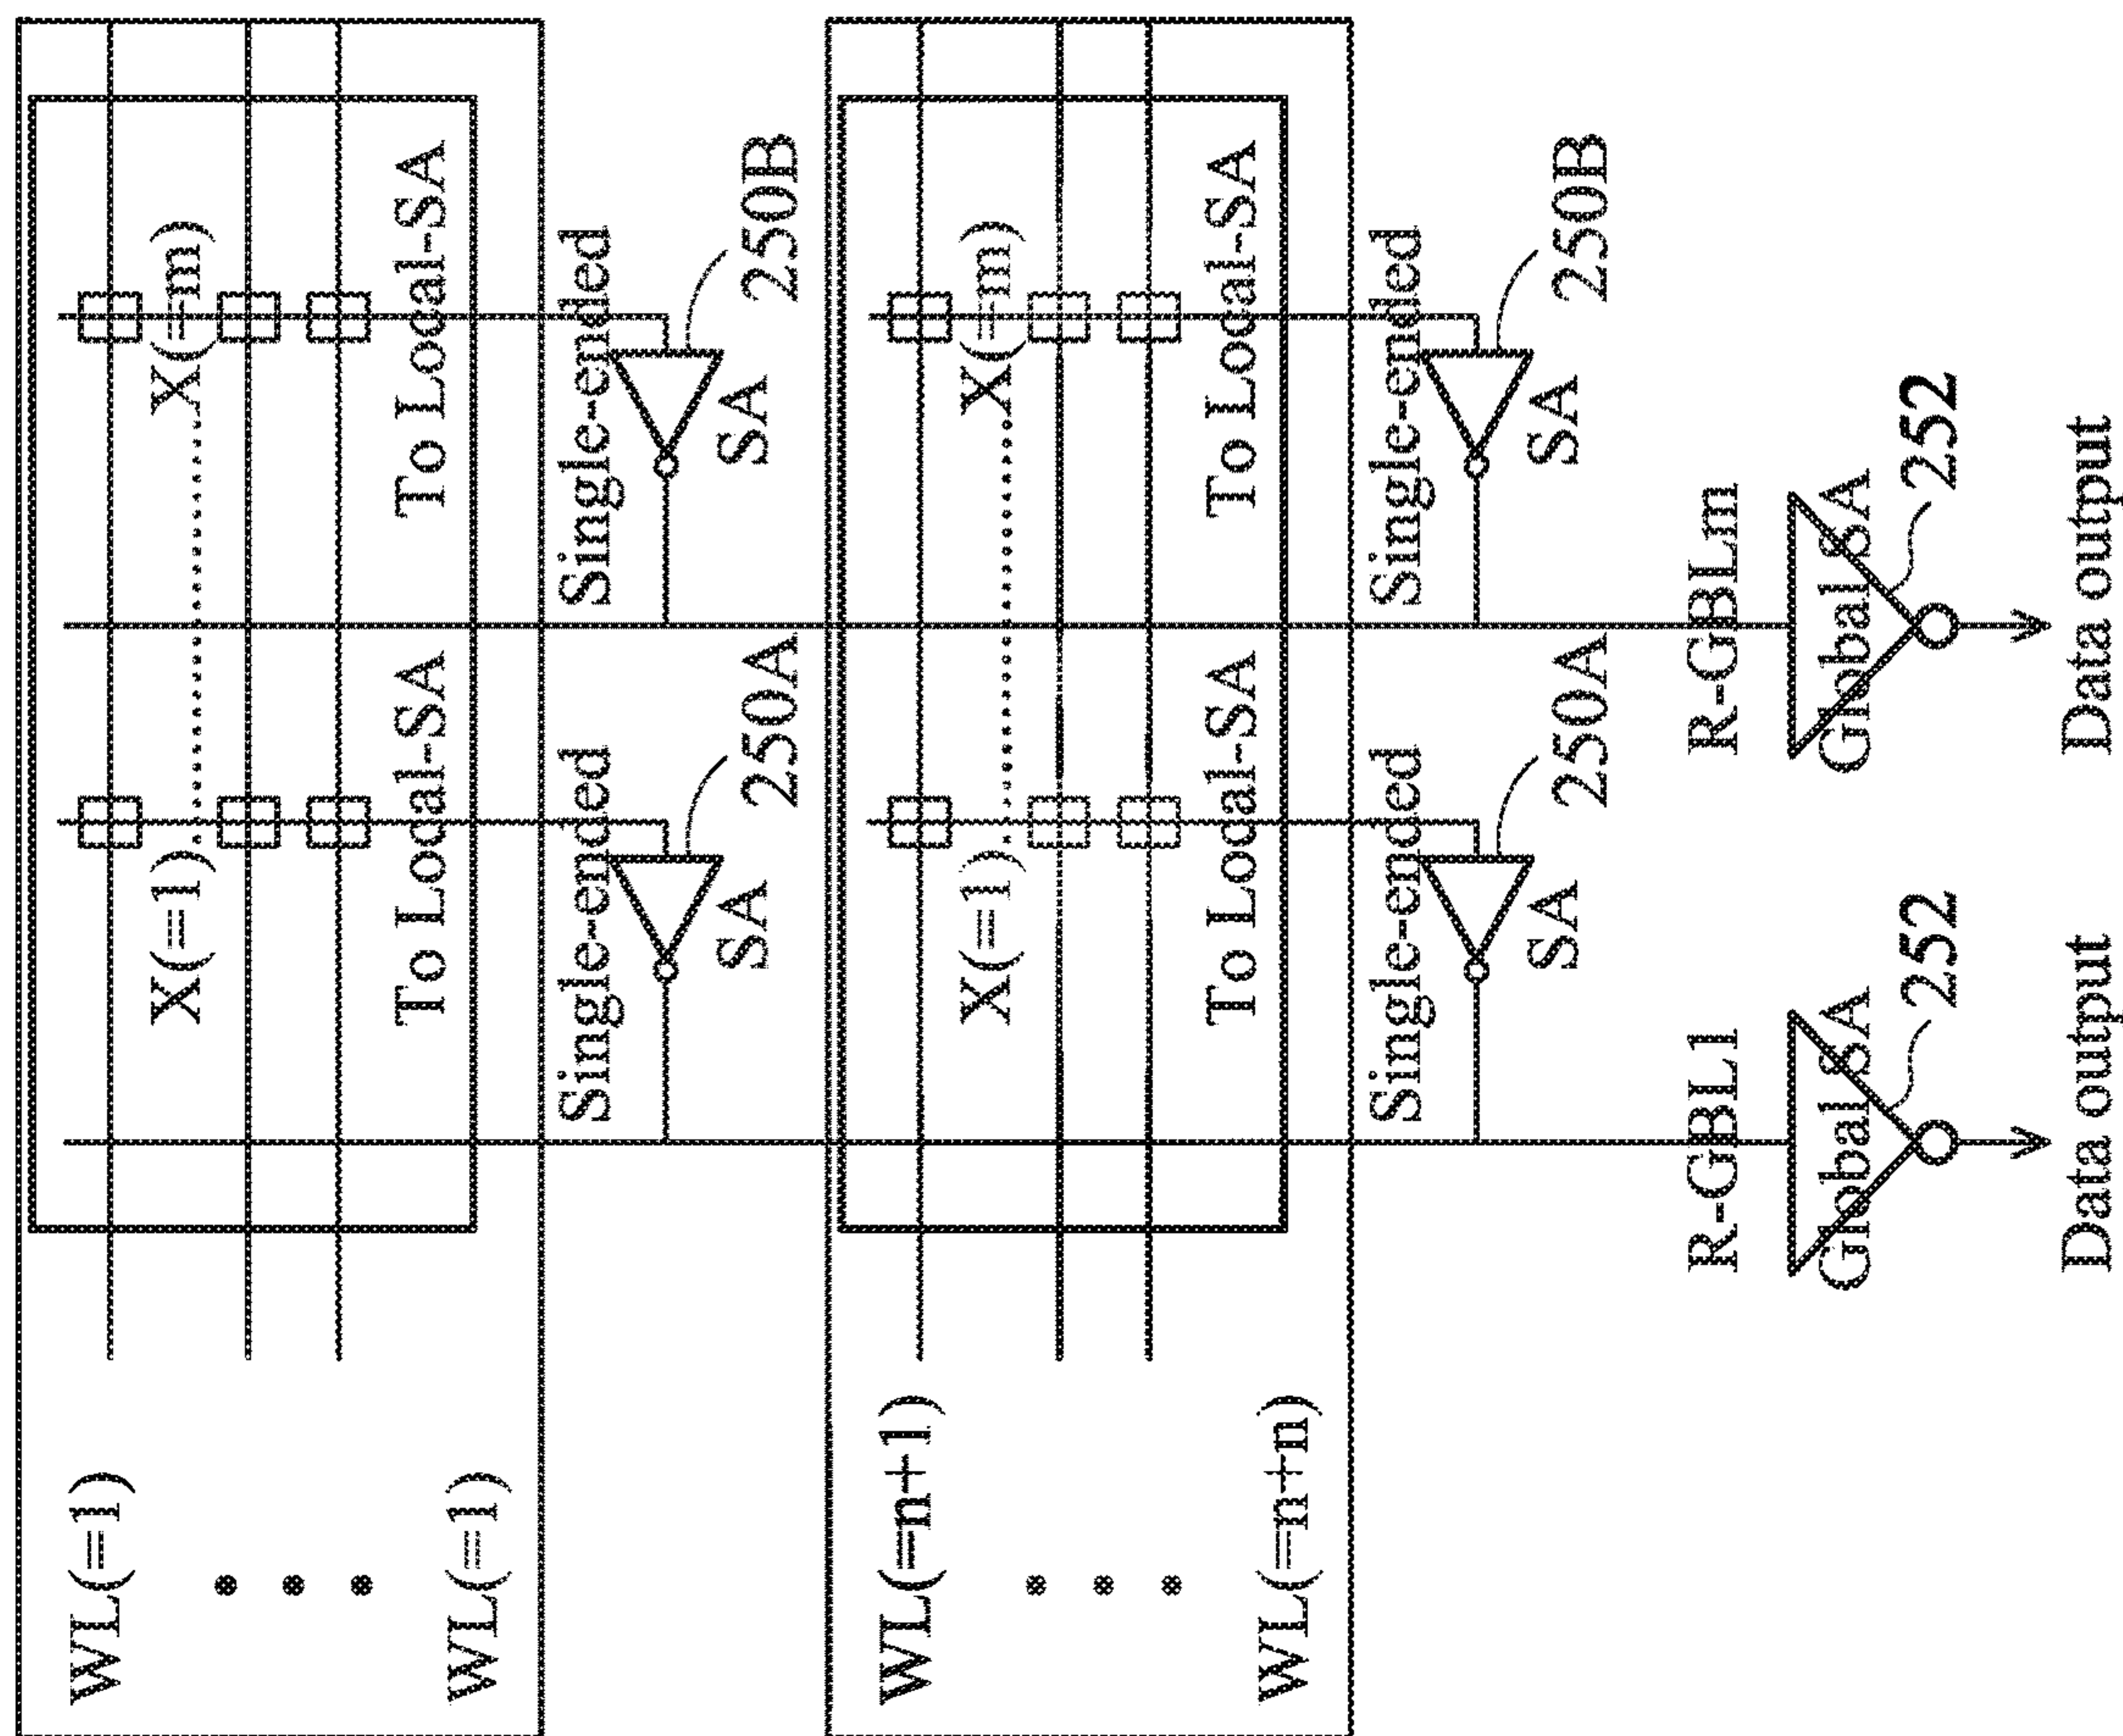 WL(=1)
X(=1)
X(=m)
WL(=1)
To Local-SA
To Local-SA
Single-ended
Single-ended
SA
SA
250A
250B
WL(=n+1)
X(=1)
X(=m)
WL(=n+n)
To Local-SA
To Local-SA
Single-ended
Single-ended
SA
SA
250A
250B
R-GBL1
R-GBLm
Global SA
Global SA
252
252
Data output
Data output